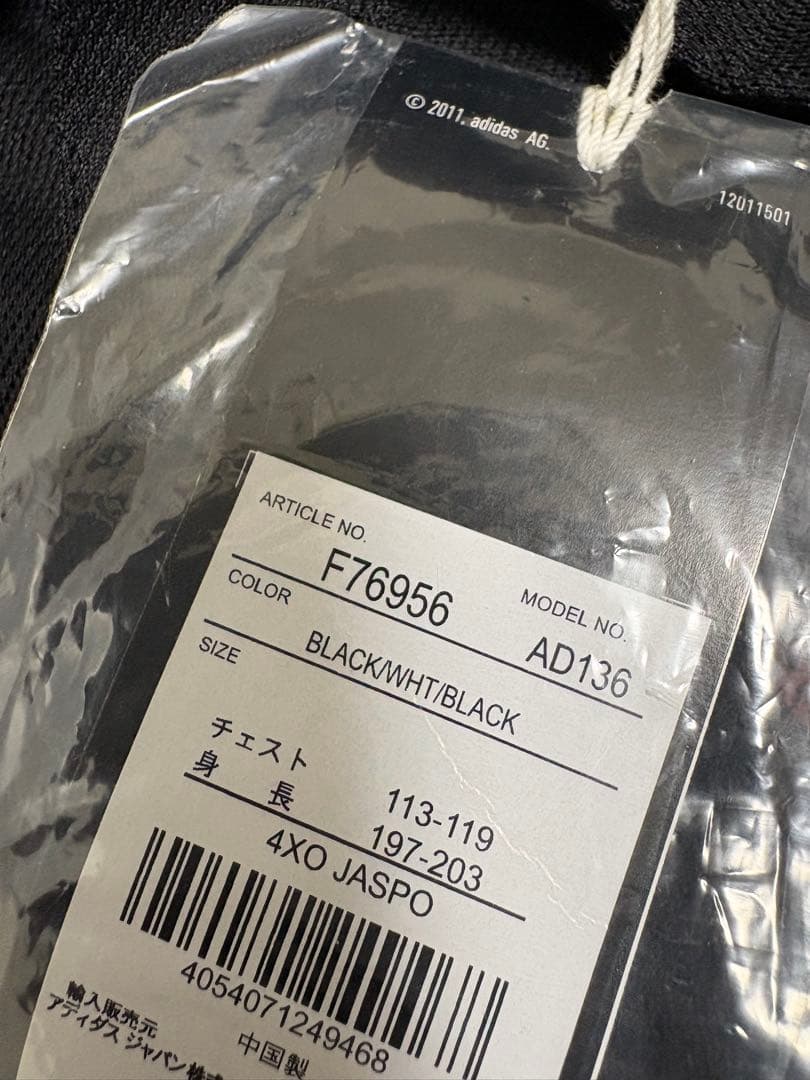 © 2011. adidas AG.
12011501
ARTICLE NO.
F76956
MODEL NO.
AD136
COLOR
BLACK/WHT/BLACK
SIZE
チェスト 113-119
身長 197-203
4XO JASPO
4054071249468
輸入販売元
アディダス ジャパン株式
中国製